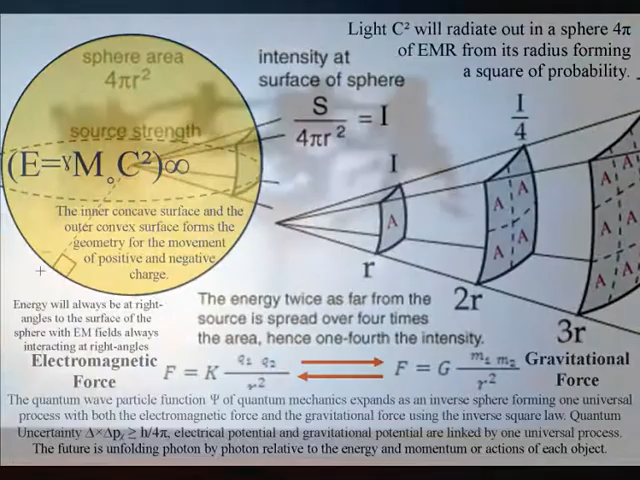 Light C² will radiate out in a sphere 4π
of EMR from its radius forming
a square of probability.
sphere area
4πr²
intensity at
surface of sphere
S
4πr² = I
source strength
(E=ˠM˳C²)∞
The inner concave surface and the
outer convex surface forms the
geometry for the movement
of positive and negative
charge.
+
Energy will always be at right-
angles to the surface of the
sphere with EM fields always
interacting at right-angles
I
I
4
A
A A
A A
A A
A A
A A A
r
2r
3r
The energy twice as far from the
source is spread over four times
the area, hence one-fourth the intensity.
Electromagnetic
Force
F = K q₁ q₂
r²
F = G m₁ m₂
r²
Gravitational
Force
The quantum wave particle function Ψ of quantum mechanics expands as an inverse sphere forming one universal
process with both the electromagnetic force and the gravitational force using the inverse square law. Quantum
Uncertainty Δ×Δpₓ ≥ h/4π, electrical potential and gravitational potential are linked by one universal process.
The future is unfolding photon by photon relative to the energy and momentum or actions of each object.